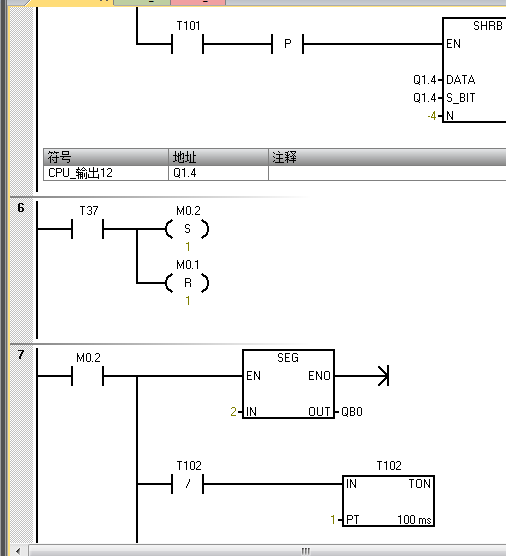 T101
P
SHRB
EN
Q1.4 DATA
Q1.4 S_BIT
-4 N
符号 地址 注释
CPU_输出12 Q1.4
6
T37 M0.2
S
1
M0.1
R
1
7
M0.2 SEG
EN ENO
2 IN OUT QB0
T102 T102
/ IN TON
1 PT 100 ms